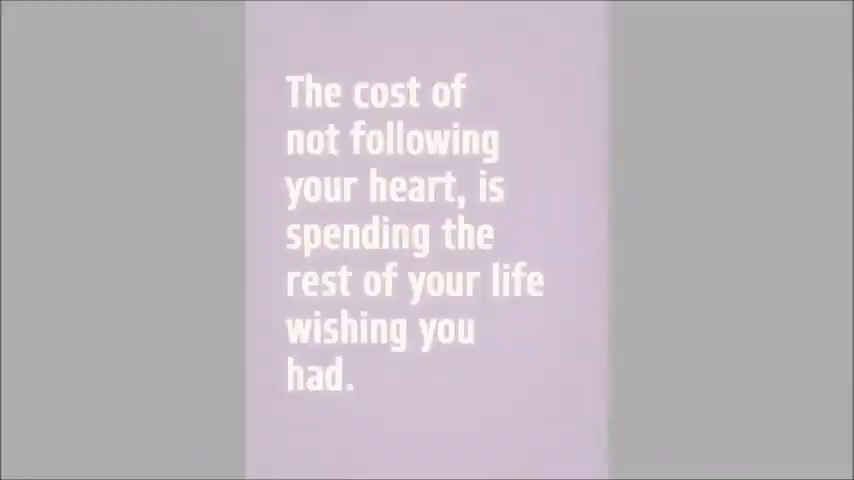 The cost of
not following
your heart, is
spending the
rest of your life
wishing you
had.